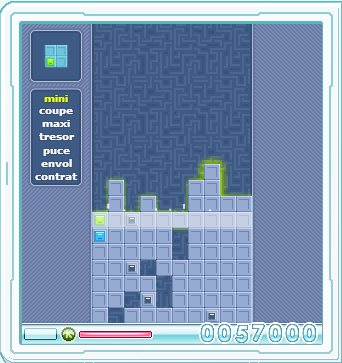 mini
coupe
maxi
tresor
puce
envol
contrat
0057000